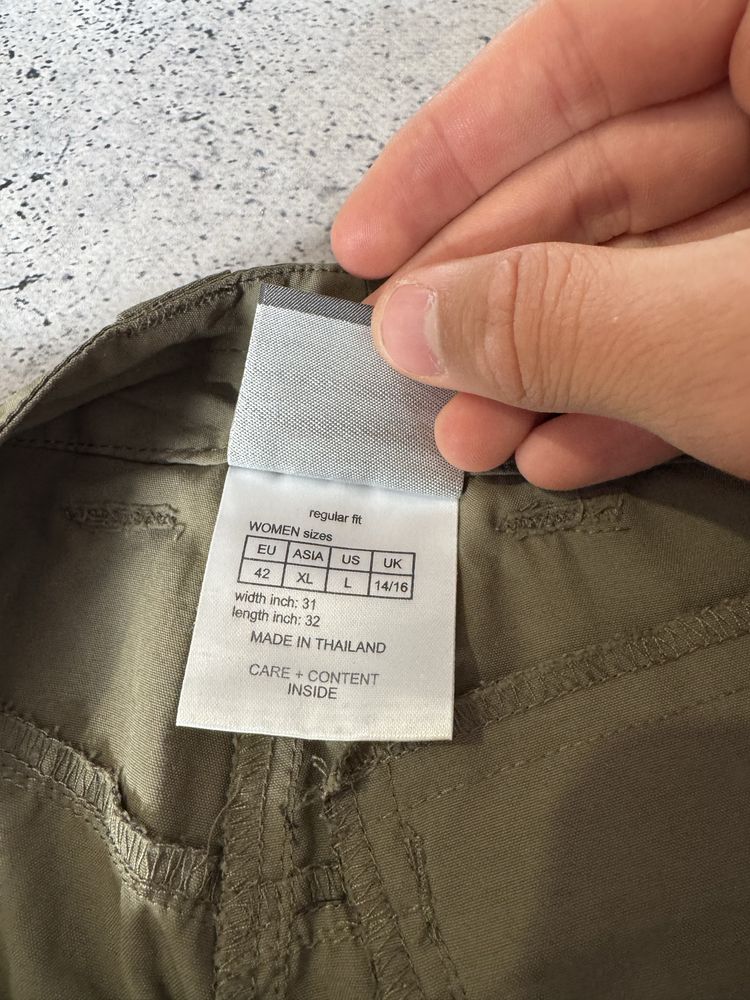 regular fit
WOMEN sizes
EU ASIA US UK
42 XL L 14/16
width inch: 31
length inch: 32
MADE IN THAILAND
CARE + CONTENT
INSIDE